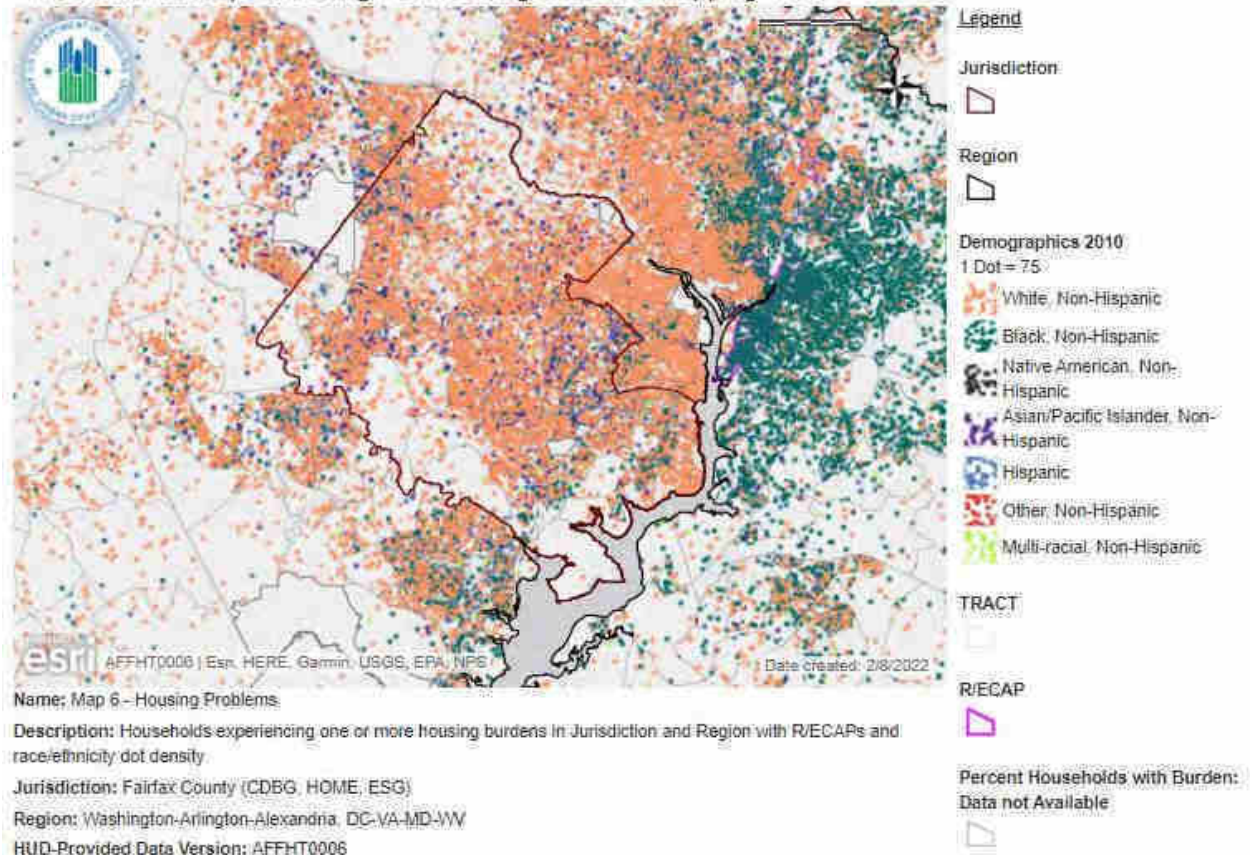 Legend
Jurisdiction
Region
Demographics 2010
1 Dot = 75
White, Non-Hispanic
Black, Non-Hispanic
Native American, Non-
Hispanic
Asian/Pacific Islander, Non-
Hispanic
Hispanic
Other, Non-Hispanic
Multi-racial, Non-Hispanic
TRACT
R/ECAP
Percent Households with Burden:
Data not Available
esri AFFHT0006 | Esri, HERE, Garmin, USGS, EPA, NPS
Date created: 2/8/2022
Name: Map 6 - Housing Problems
Description: Households experiencing one or more housing burdens in Jurisdiction and Region with R/ECAPs and
race/ethnicity dot density
Jurisdiction: Fairfax County (CDBG, HOME, ESG)
Region: Washington-Arlington-Alexandria, DC-VA-MD-WV
HUD-Provided Data Version: AFFHT0006